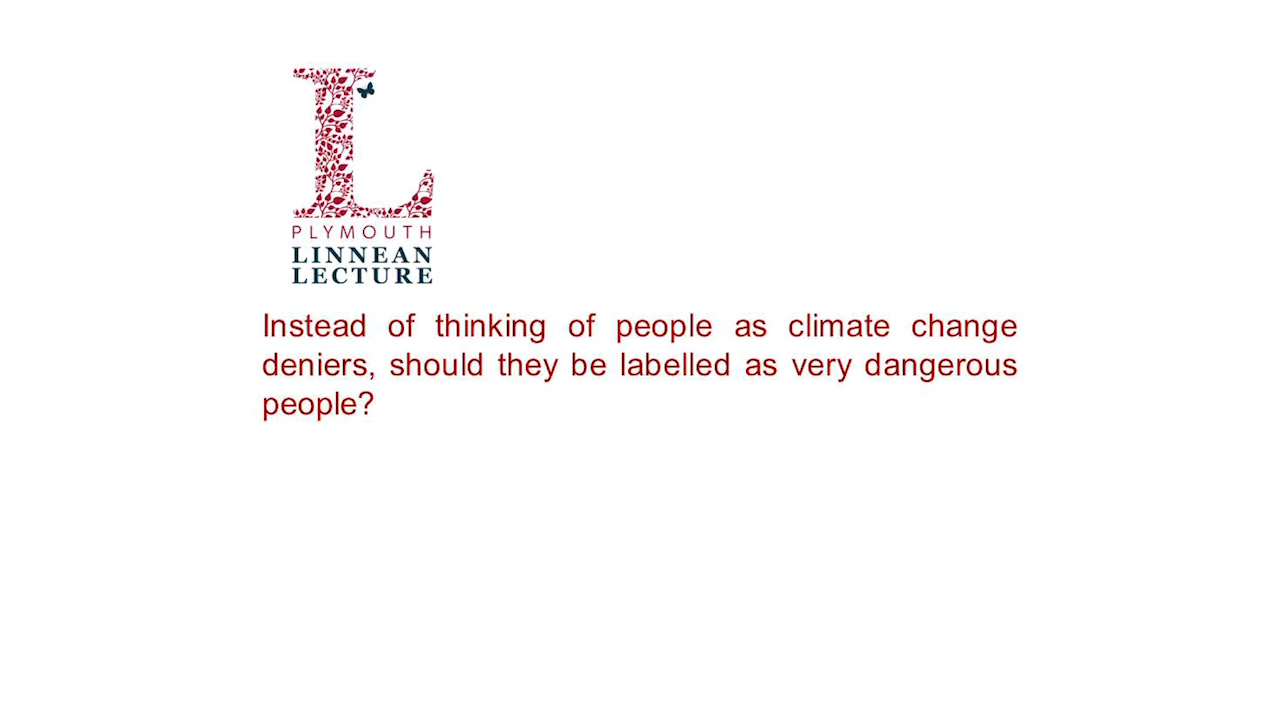 PLYMOUTH
LINNEAN
LECTURE
Instead of thinking of people as climate change
deniers, should they be labelled as very dangerous
people?